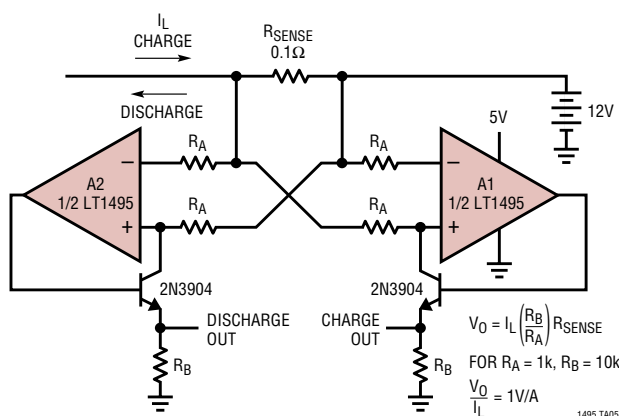 I_L
CHARGE
DISCHARGE
R_SENSE
0.1Ω
12V
5V
R_A
R_A
R_A
R_A
–
A2
1/2 LT1495
+
–
A1
1/2 LT1495
+
2N3904
2N3904
DISCHARGE OUT
CHARGE OUT
R_B
R_B
V_O = I_L (R_B/R_A) R_SENSE
FOR R_A = 1k, R_B = 10k
V_O/I_L = 1V/A
1495 TA05